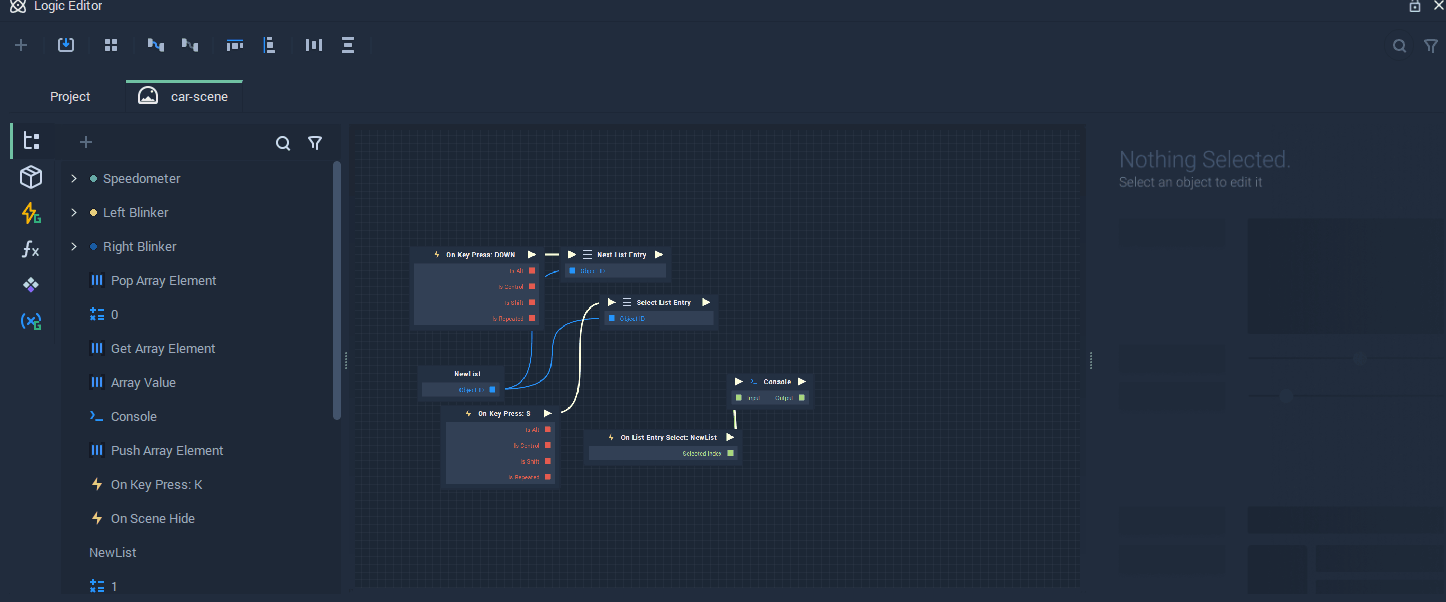 Logic Editor
Project
car-scene
Speedometer
Left Blinker
Right Blinker
Pop Array Element
0
Get Array Element
Array Value
Console
Push Array Element
On Key Press: K
On Scene Hide
NewList
1
On Key Press: DOWN
Is Alt
Is Control
Is Shift
Is Repeated
Next List Entry
Object ID
Select List Entry
Object ID
NewList
Object ID
On Key Press: S
Is Alt
Is Control
Is Shift
Is Repeated
Console
Input Output
On List Entry Select: NewList
Selected Index
Nothing Selected.
Select an object to edit it